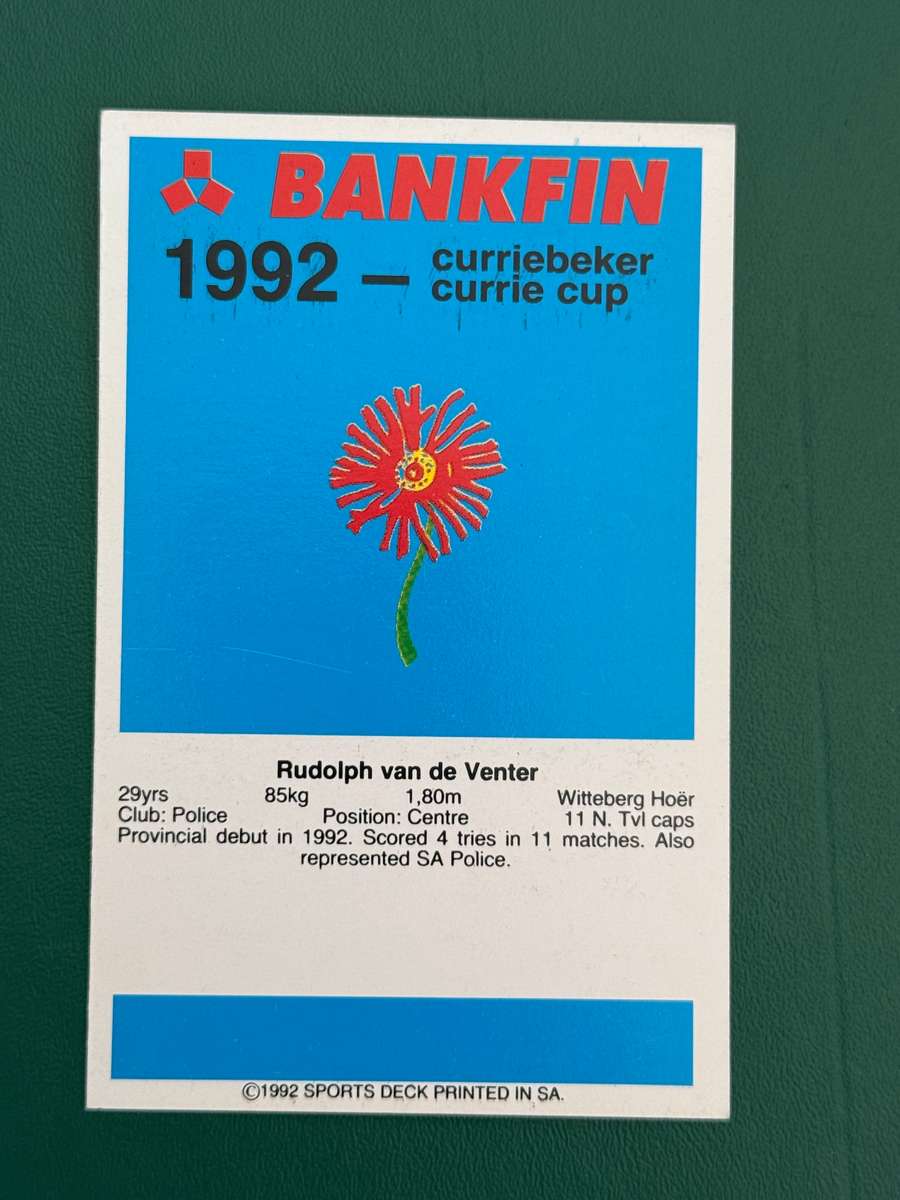 BANKFIN
1992 – curriebeker
currie cup
Rudolph van de Venter
29yrs 85kg 1,80m Witteberg Hoër
Club: Police Position: Centre 11 N. Tvl caps
Provincial debut in 1992. Scored 4 tries in 11 matches. Also
represented SA Police.
©1992 SPORTS DECK PRINTED IN SA.